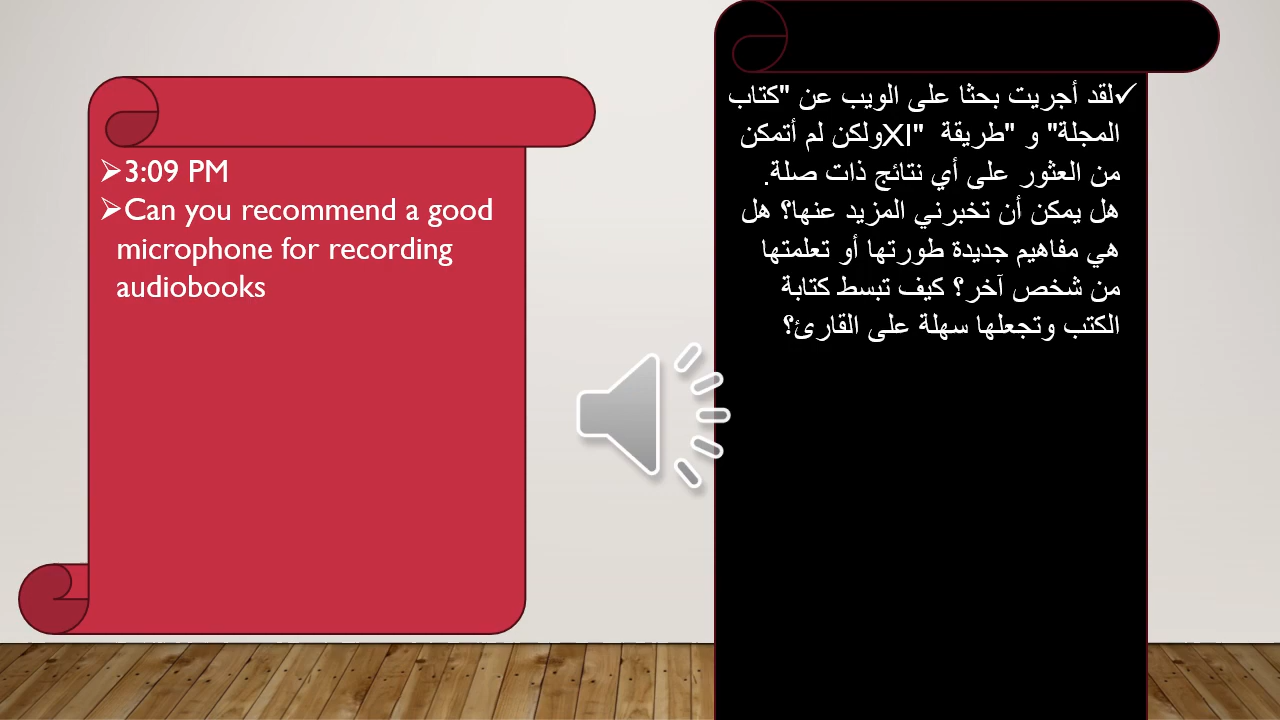 3:09 PM
Can you recommend a good
microphone for recording
audiobooks
لقد أجريت بحثا على الويب عن "كتاب
المجلة" و "طريقة "XIولكن لم أتمكن
من العثور على أي نتائج ذات صلة.
هل يمكن أن تخبرني المزيد عنها؟ هل
هي مفاهيم جديدة طورتها أو تعلمتها
من شخص آخر؟ كيف تبسط كتابة
الكتب وتجعلها سهلة على القارئ؟